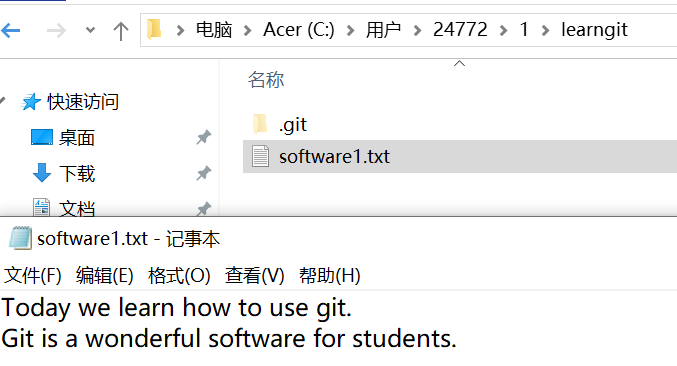 电脑 > Acer (C:) > 用户 > 24772 > 1 > learngit
名称
快速访问
.git
桌面
software1.txt
下载
文档
software1.txt - 记事本
文件(F) 编辑(E) 格式(O) 查看(V) 帮助(H)
Today we learn how to use git.
Git is a wonderful software for students.